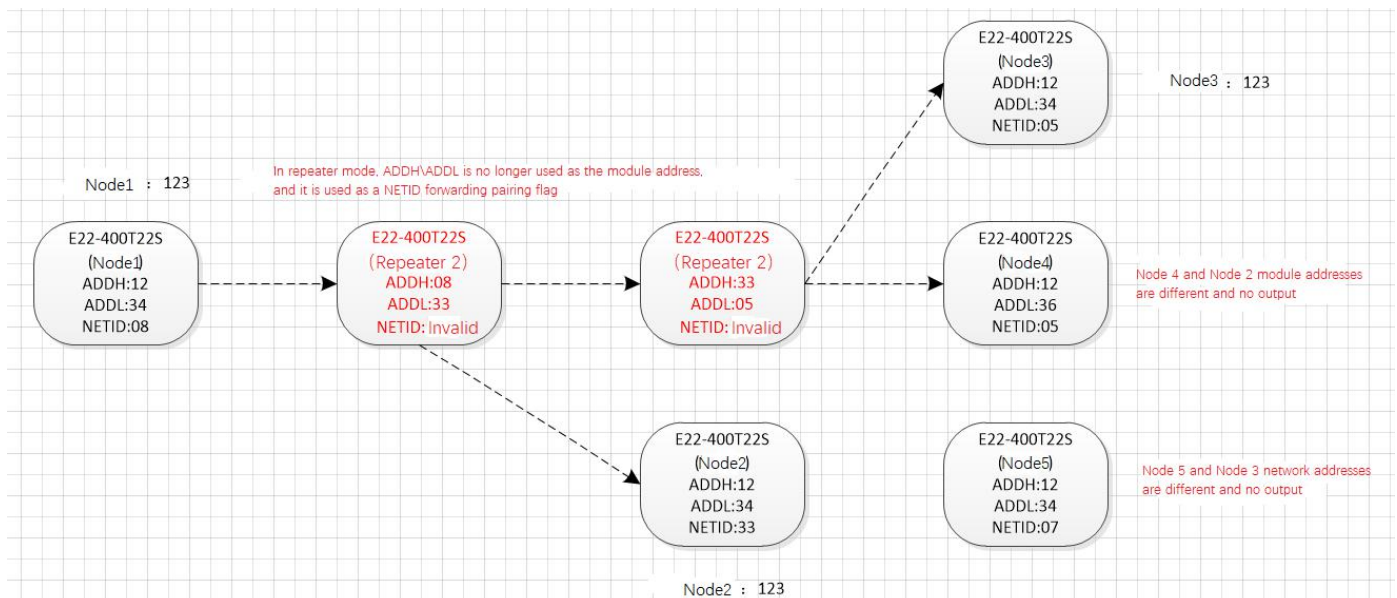 E22-400T22S
(Node3)
ADDH:12
ADDL:34
NETID:05
Node3 : 123
In repeater mode, ADDH\ADDL is no longer used as the module address,
and it is used as a NETID forwarding pairing flag
Node1 : 123
E22-400T22S
(Node1)
ADDH:12
ADDL:34
NETID:08
E22-400T22S
(Repeater 2)
ADDH:08
ADDL:33
NETID: Invalid
E22-400T22S
(Repeater 2)
ADDH:33
ADDL:05
NETID: Invalid
E22-400T22S
(Node4)
ADDH:12
ADDL:36
NETID:05
Node 4 and Node 2 module addresses
are different and no output
E22-400T22S
(Node2)
ADDH:12
ADDL:34
NETID:33
E22-400T22S
(Node5)
ADDH:12
ADDL:34
NETID:07
Node 5 and Node 3 network addresses
are different and no output
Node2 : 123